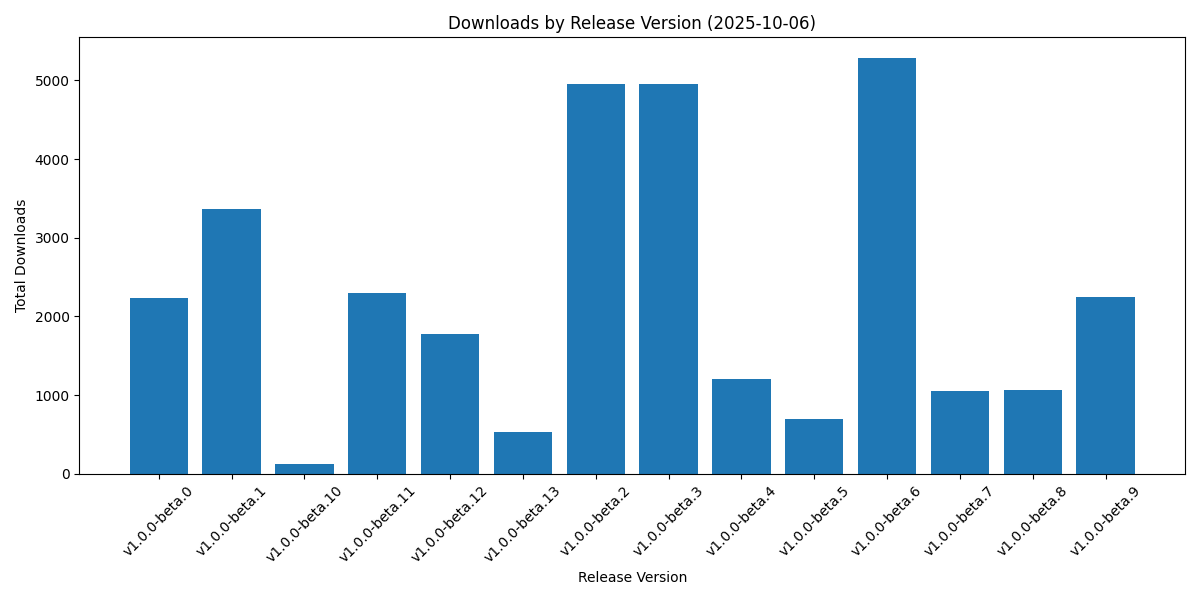 Downloads by Release Version (2025-10-06)
Total Downloads
5000
4000
3000
2000
1000
0
v1.0.0-beta.0
v1.0.0-beta.1
v1.0.0-beta.10
v1.0.0-beta.11
v1.0.0-beta.12
v1.0.0-beta.13
v1.0.0-beta.2
v1.0.0-beta.3
v1.0.0-beta.4
v1.0.0-beta.5
v1.0.0-beta.6
v1.0.0-beta.7
v1.0.0-beta.8
v1.0.0-beta.9
Release Version